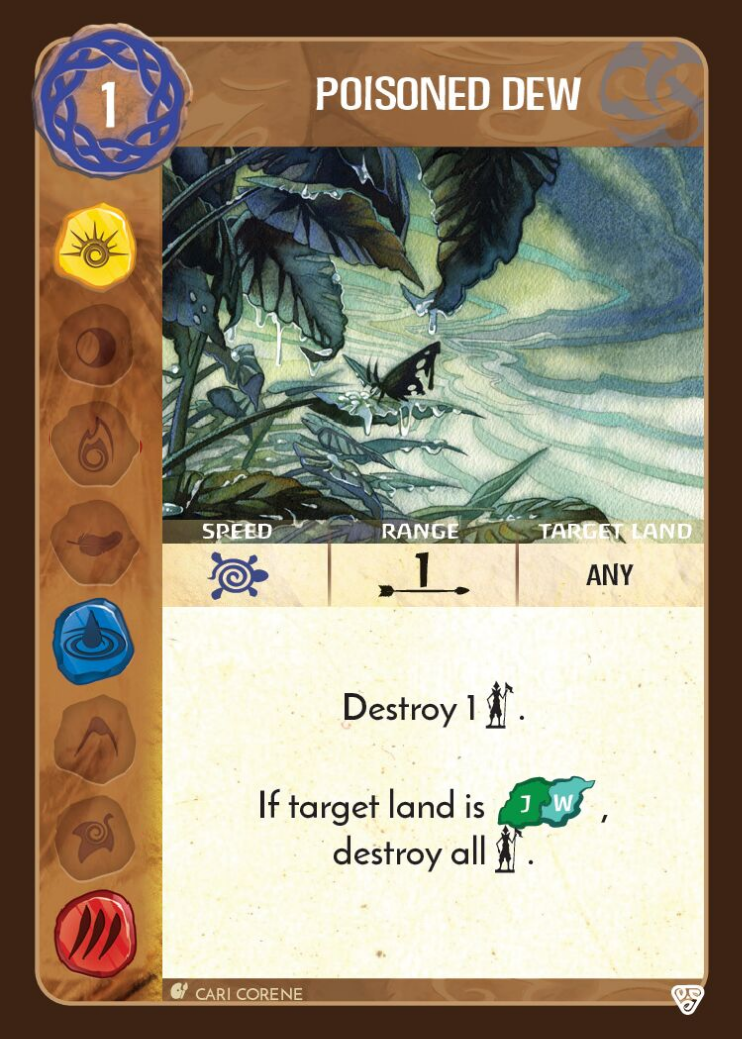 1
POISONED DEW
SPEED RANGE TARGET LAND
1 ANY
Destroy 1 .
If target land is J W ,
destroy all .
CARI CORENE